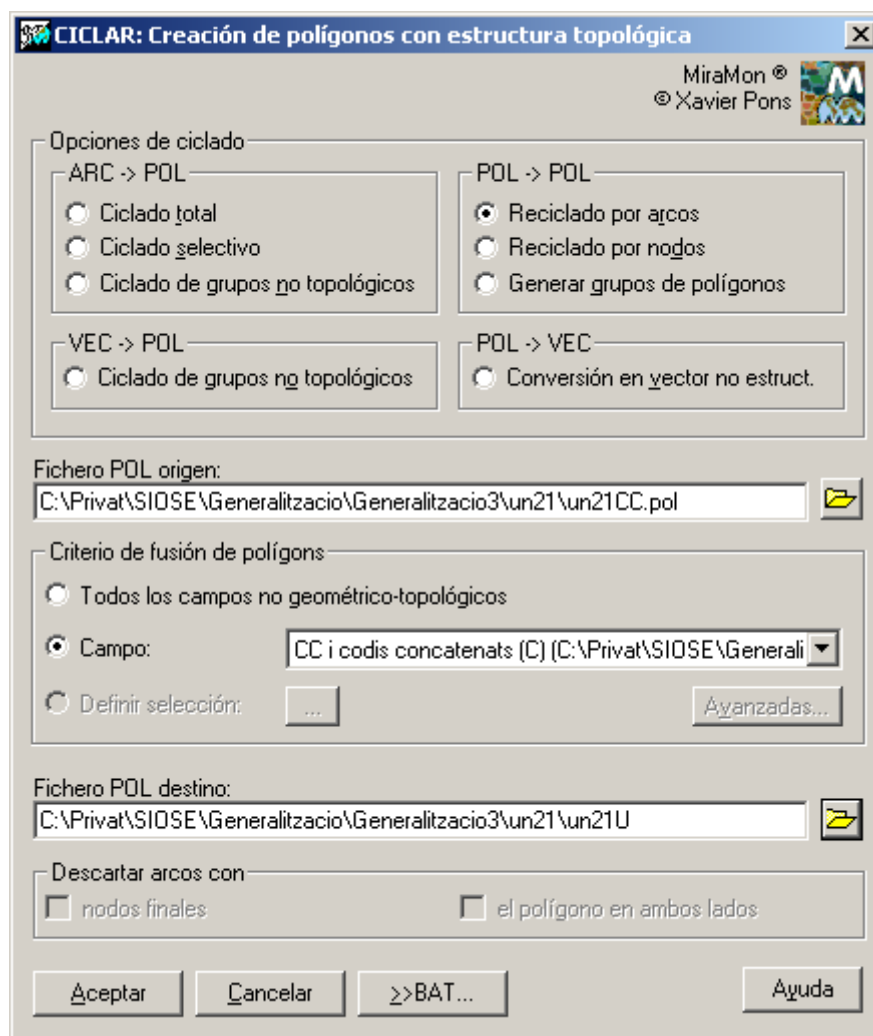 CICLAR: Creación de polígonos con estructura topológica
MiraMon ®
© Xavier Pons
Opciones de ciclado
ARC -> POL
Ciclado total
Ciclado selectivo
Ciclado de grupos no topológicos
POL -> POL
Reciclado por arcos
Reciclado por nodos
Generar grupos de polígonos
VEC -> POL
Ciclado de grupos no topológicos
POL -> VEC
Conversión en vector no estruct.
Fichero POL origen:
C:\Privat\SIOSE\Generalitzacio\Generalitzacio3\un21\un21CC.pol
Criterio de fusión de polígons
Todos los campos no geométrico-topológicos
Campo:
CC i codis concatenats (C) (C:\Privat\SIOSE\Generali
Definir selección:
...
Avanzadas...
Fichero POL destino:
C:\Privat\SIOSE\Generalitzacio\Generalitzacio3\un21\un21U
Descartar arcos con
nodos finales
el polígono en ambos lados
Aceptar
Cancelar
>>BAT...
Ayuda